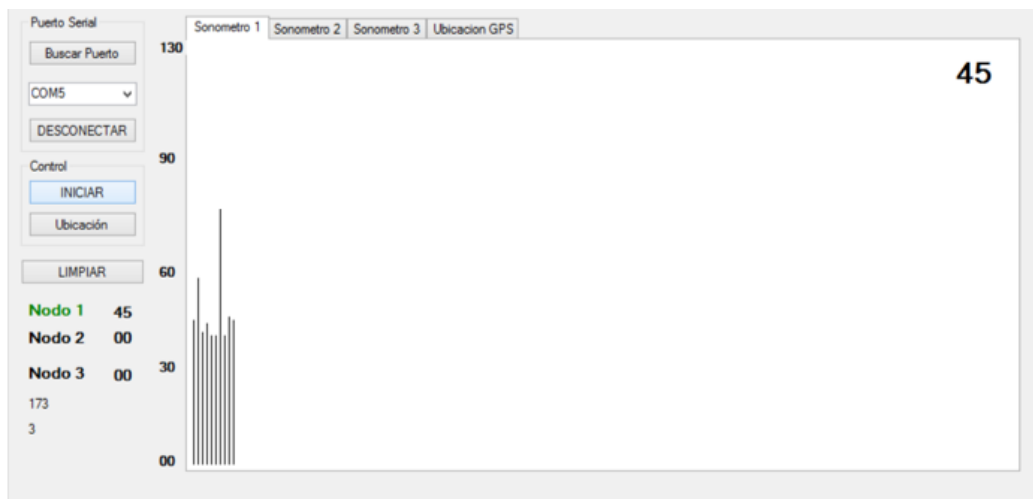 Puerto Serial
Buscar Puerto
COM5
DESCONECTAR
Control
INICIAR
Ubicación
LIMPIAR
Nodo 1 45
Nodo 2 00
Nodo 3 00
173
3
Sonometro 1 Sonometro 2 Sonometro 3 Ubicacion GPS
130
90
60
30
00
45